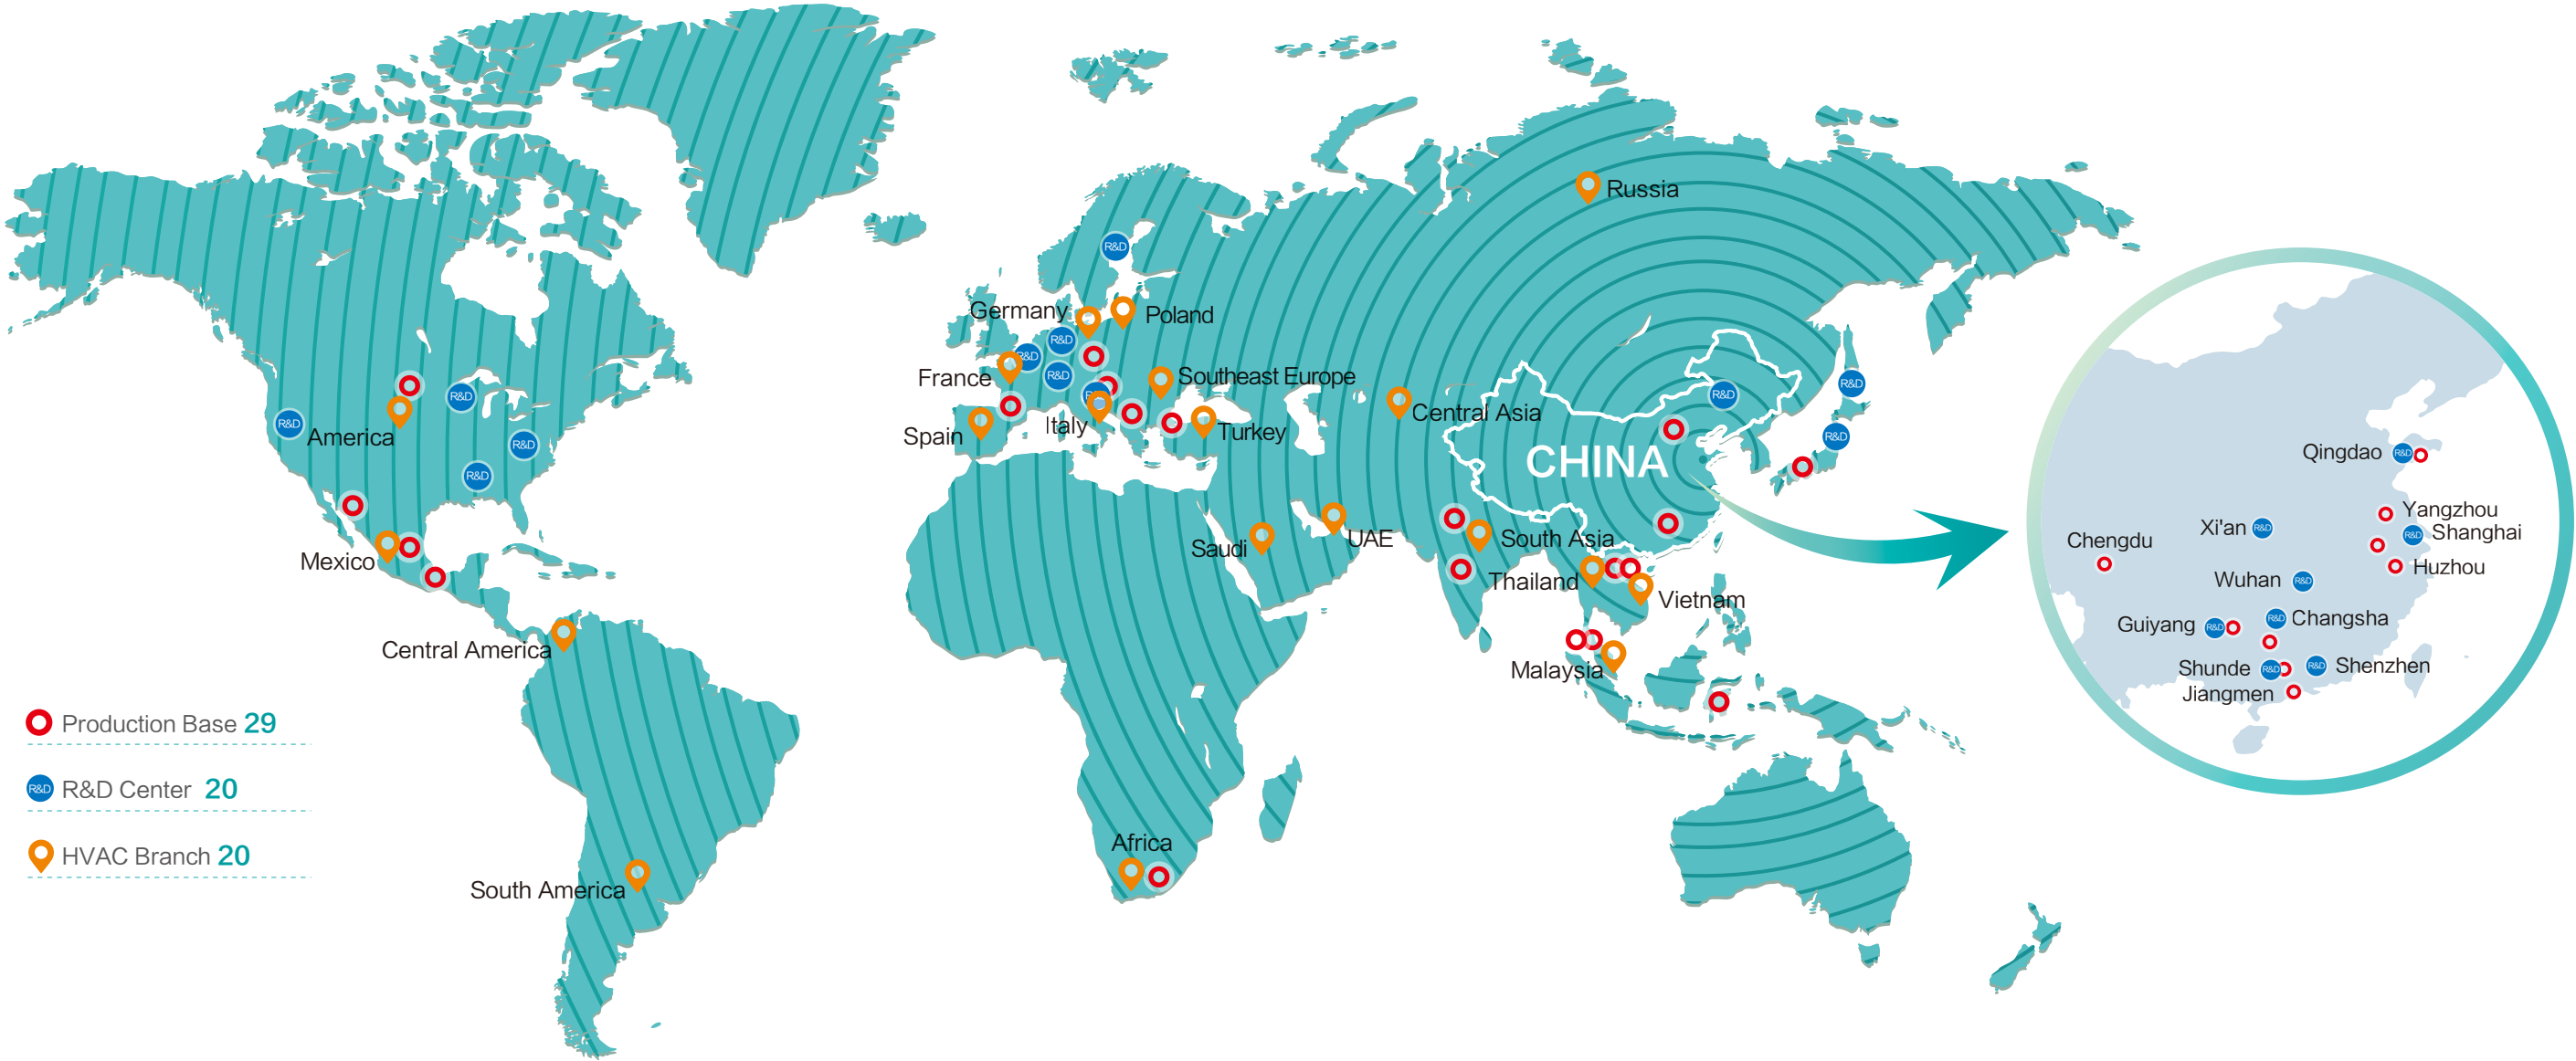 Russia
R&D
Germany
Poland
R&D
R&D
France
R&D
Southeast Europe
R&D
R&D
R&D
R&D
Central Asia
R&D
America
Spain
Italy
Turkey
R&D
R&D
CHINA
R&D
Qingdao R&D
Yangzhou
Xi'an R&D
R&D Shanghai
Mexico
Saudi
UAE
South Asia
Chengdu
Huzhou
Thailand
Wuhan R&D
Vietnam
R&D Changsha
Guiyang R&D
Central America
Malaysia
Shunde R&D
R&D Shenzhen
Jiangmen
Production Base 29
R&D R&D Center 20
HVAC Branch 20
Africa
South America